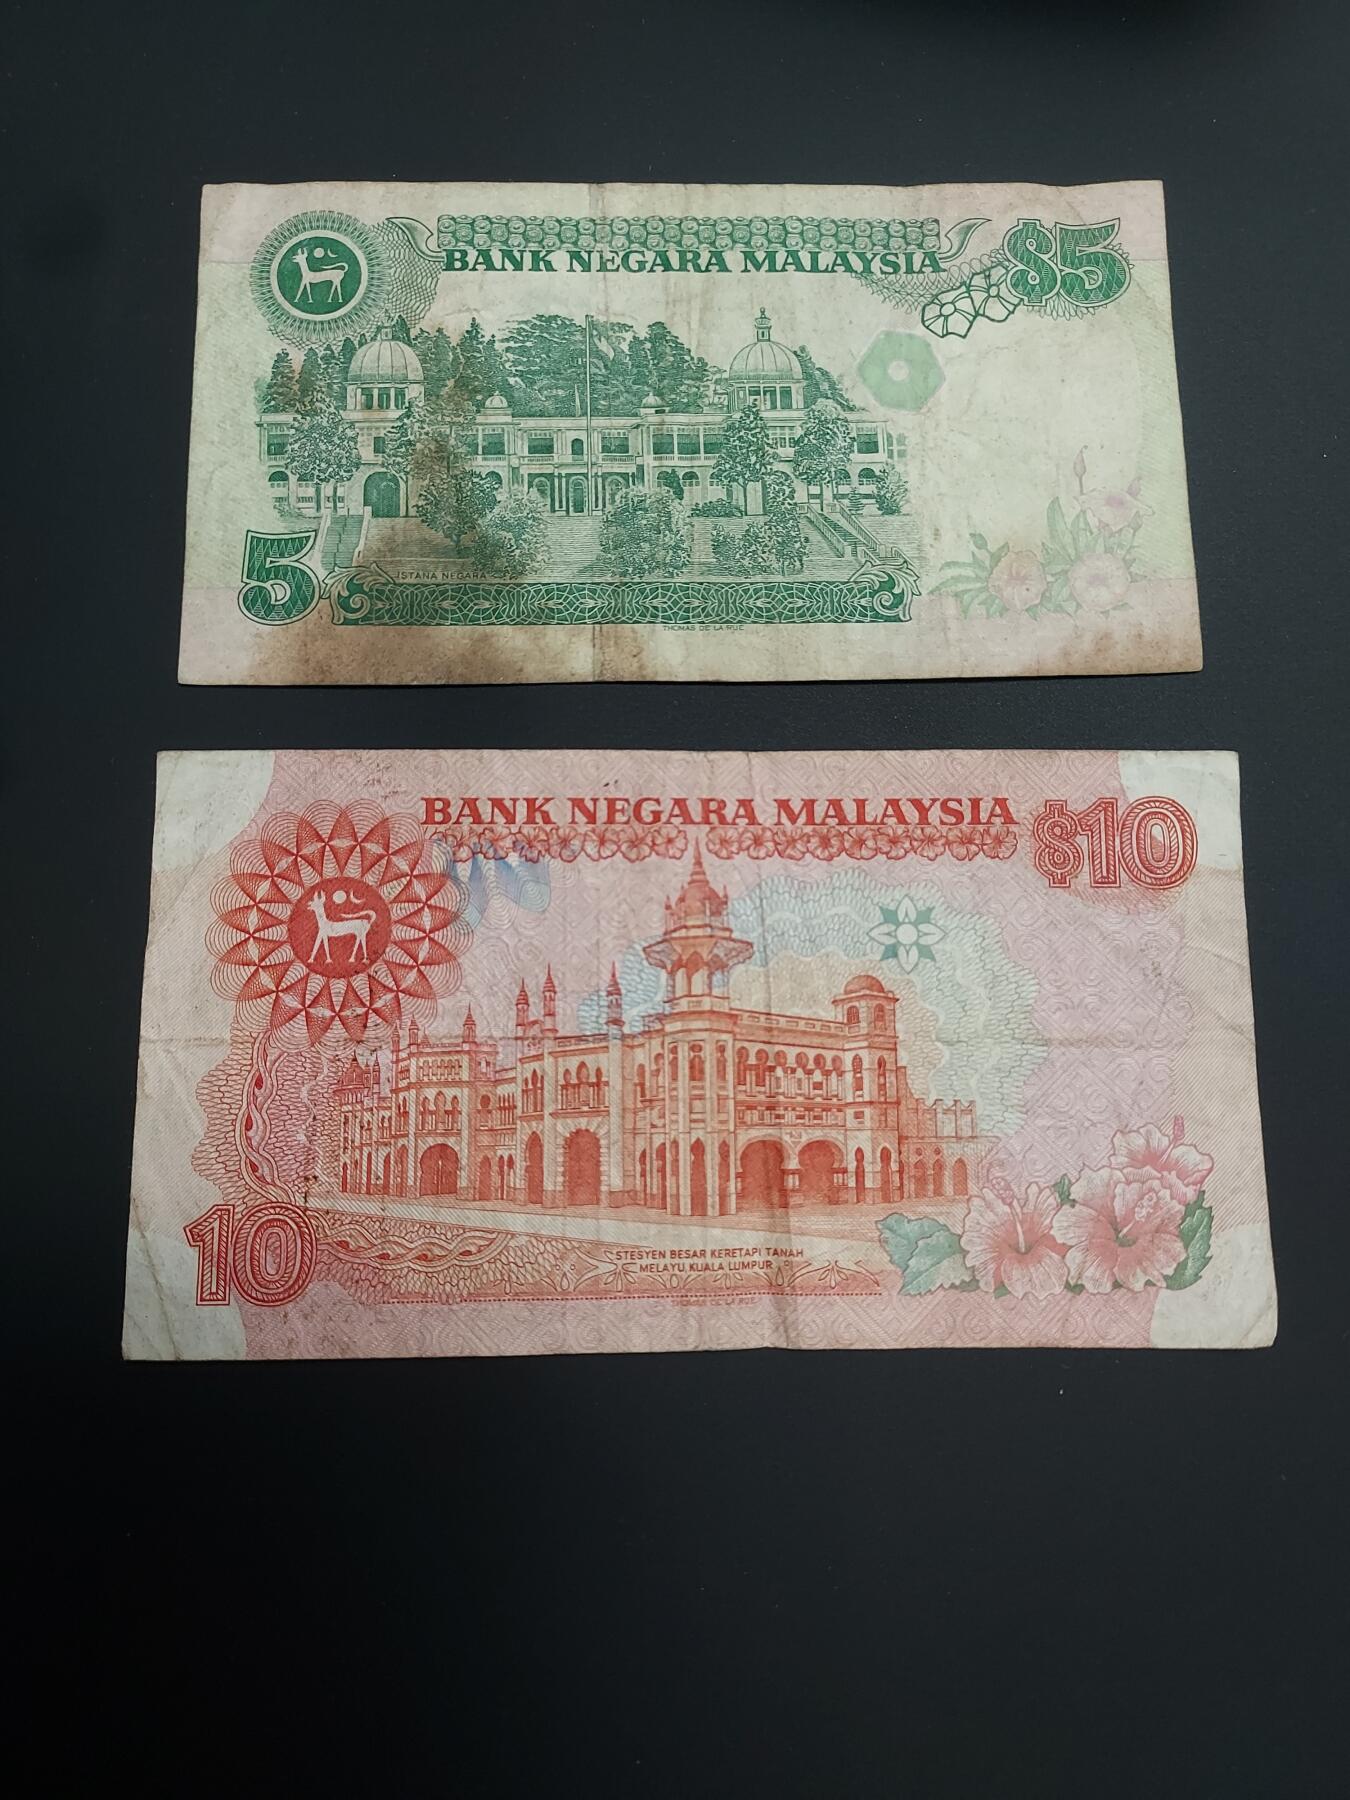 BANK NEGARA MALAYSIA
$5
5
ISTANA NEGARA
THOMAS DE LA RUE
BANK NEGARA MALAYSIA
$10
10
STESYEN BESAR KERETAPI TANAH
MELAYU, KUALA LUMPUR
THOMAS DE LA RUE